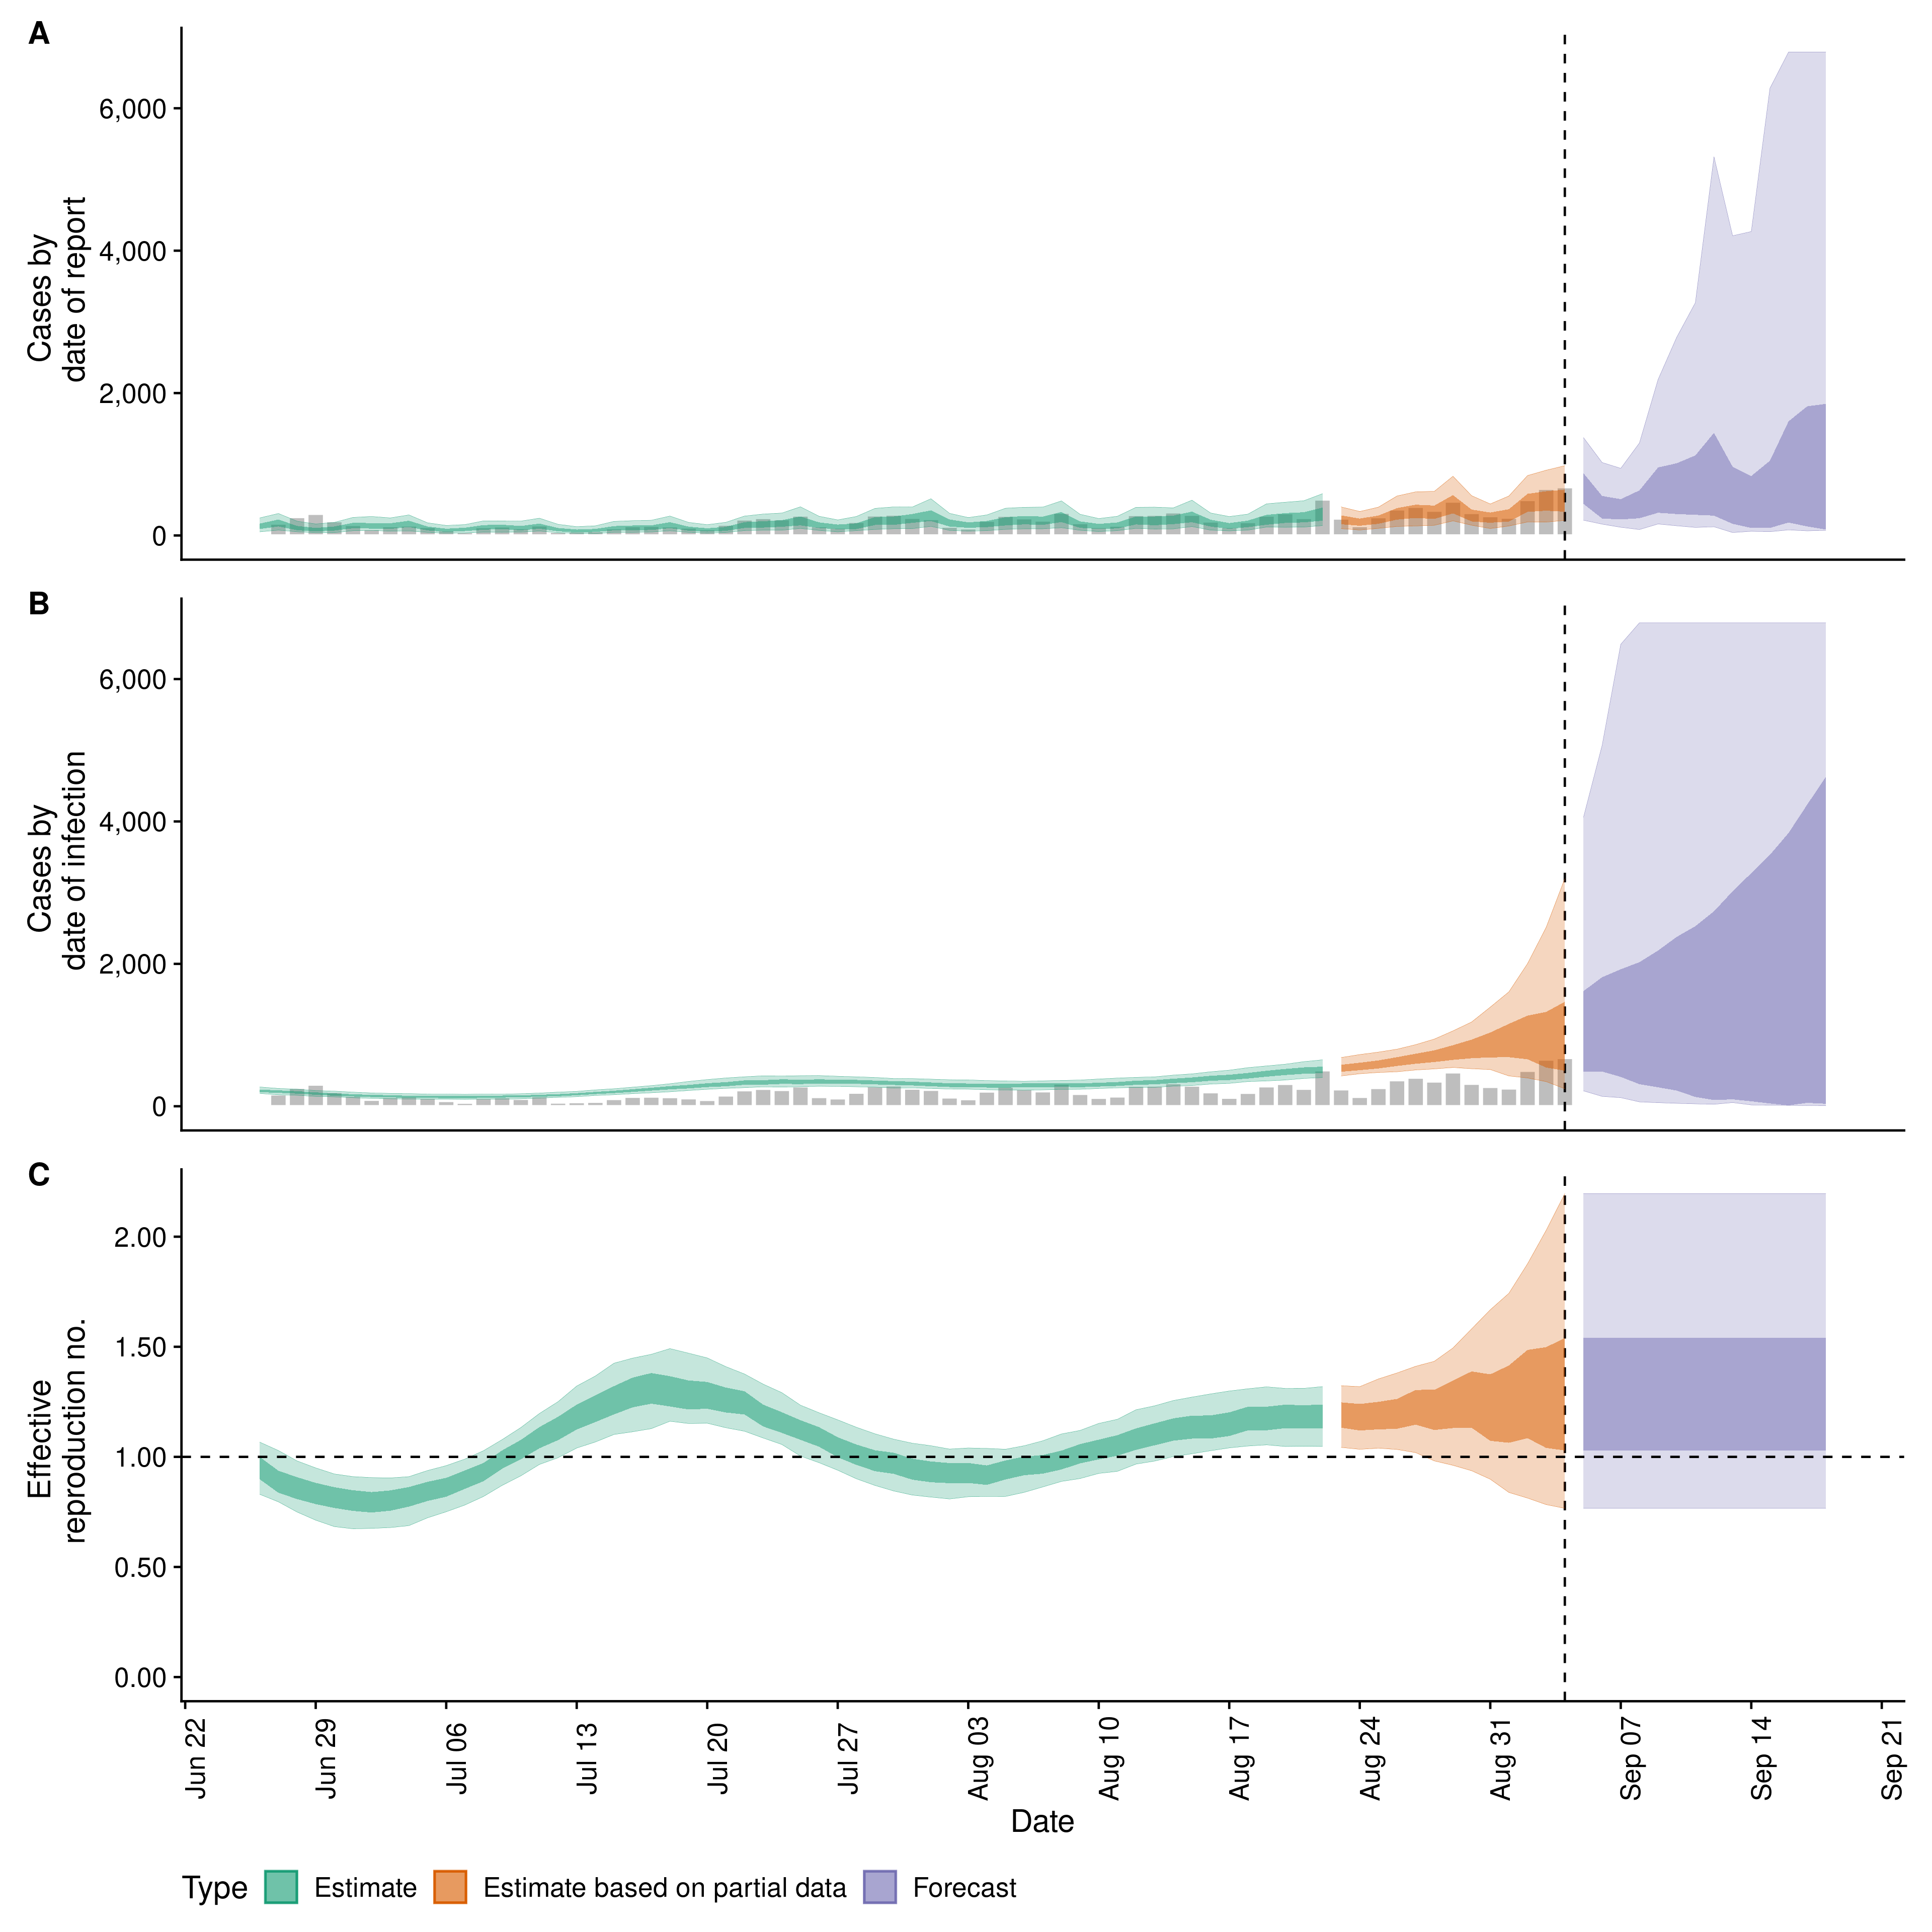 A
Cases by
date of report
6,000
4,000
2,000
0
B
Cases by
date of infection
6,000
4,000
2,000
0
C
Effective
reproduction no.
2.00
1.50
1.00
0.50
0.00
Jun 22
Jun 29
Jul 06
Jul 13
Jul 20
Jul 27
Aug 03
Aug 10
Aug 17
Aug 24
Aug 31
Sep 07
Sep 14
Sep 21
Date
Type Estimate Estimate based on partial data Forecast